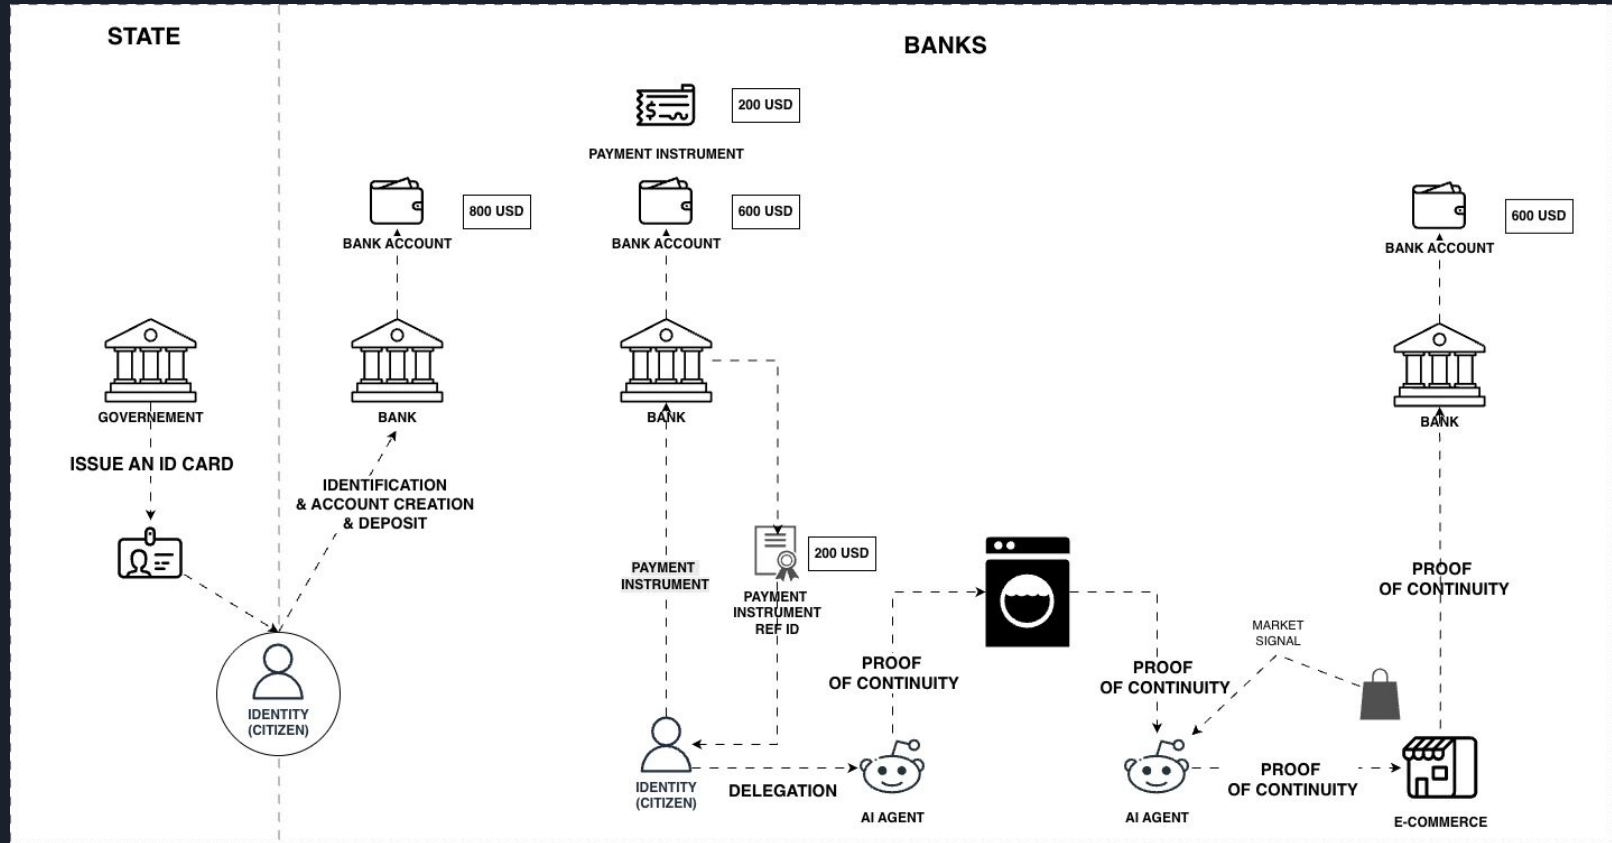 STATE
BANKS
200 USD
PAYMENT INSTRUMENT
800 USD
BANK ACCOUNT
600 USD
BANK ACCOUNT
600 USD
BANK ACCOUNT
GOVERNEMENT
BANK
BANK
BANK
ISSUE AN ID CARD
IDENTIFICATION
& ACCOUNT CREATION
& DEPOSIT
PAYMENT
INSTRUMENT
200 USD
PAYMENT
INSTRUMENT
REF ID
PROOF
OF CONTINUITY
PROOF
OF CONTINUITY
MARKET
SIGNAL
PROOF
OF CONTINUITY
IDENTITY
(CITIZEN)
IDENTITY
(CITIZEN)
DELEGATION
AI AGENT
AI AGENT
PROOF
OF CONTINUITY
E-COMMERCE